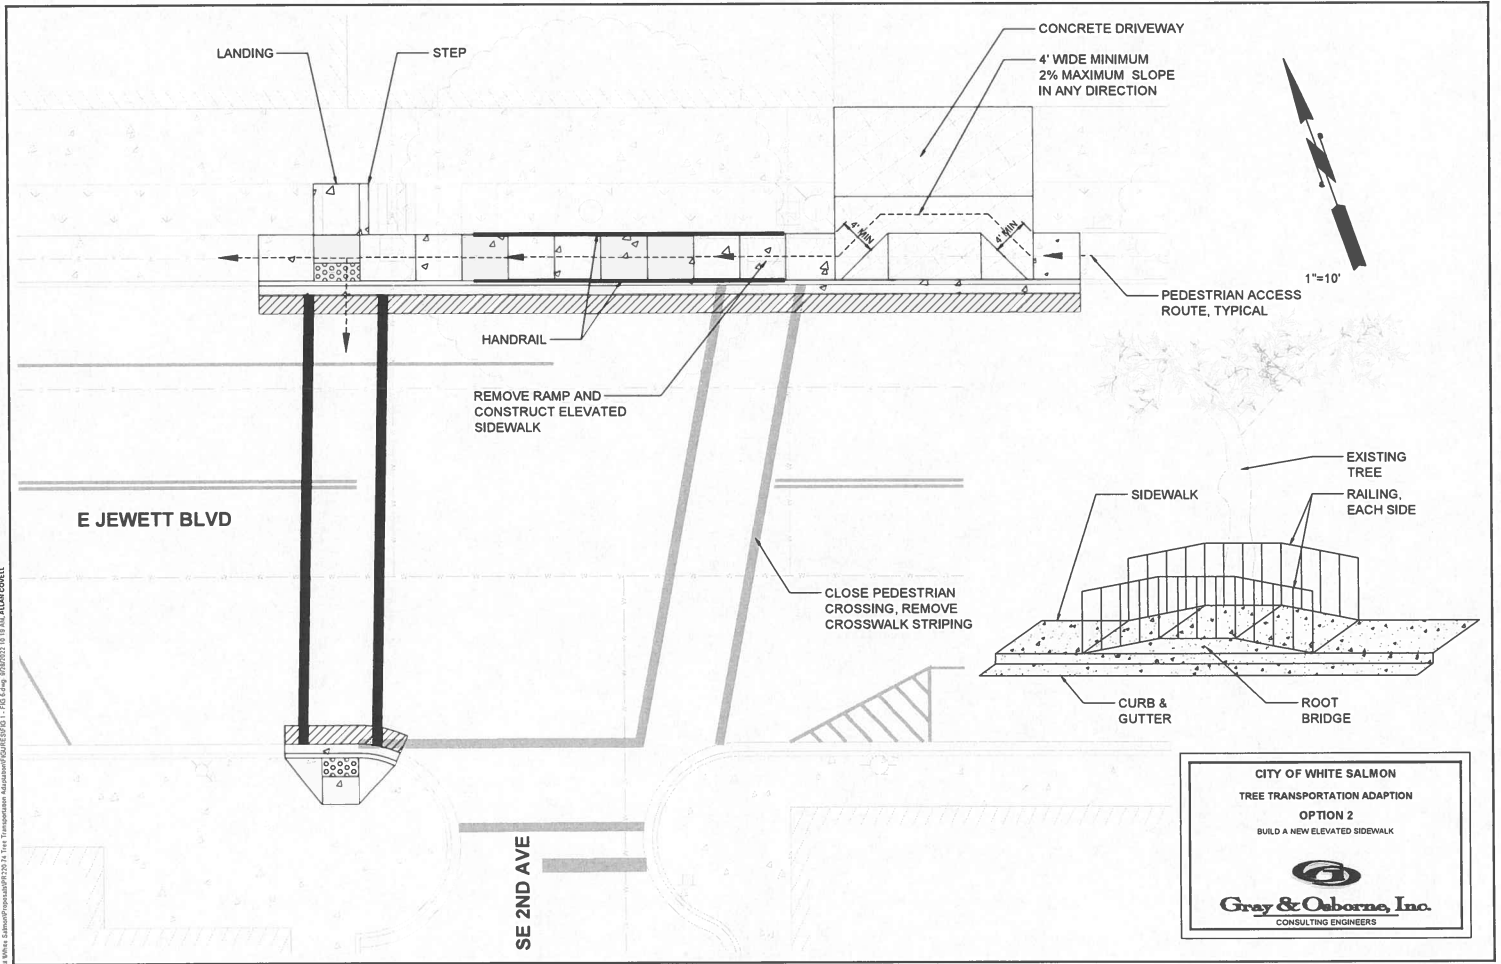 LANDING
STEP
CONCRETE DRIVEWAY
4' WIDE MINIMUM
2% MAXIMUM SLOPE
IN ANY DIRECTION
4' MIN
4' MIN
1"=10'
PEDESTRIAN ACCESS
ROUTE, TYPICAL
HANDRAIL
REMOVE RAMP AND
CONSTRUCT ELEVATED
SIDEWALK
EXISTING
TREE
SIDEWALK
RAILING,
EACH SIDE
E JEWETT BLVD
CLOSE PEDESTRIAN
CROSSING, REMOVE
CROSSWALK STRIPING
CURB &
GUTTER
ROOT
BRIDGE
SE 2ND AVE
CITY OF WHITE SALMON
TREE TRANSPORTATION ADAPTION
OPTION 2
BUILD A NEW ELEVATED SIDEWALK
Gray & Osborne, Inc.
CONSULTING ENGINEERS